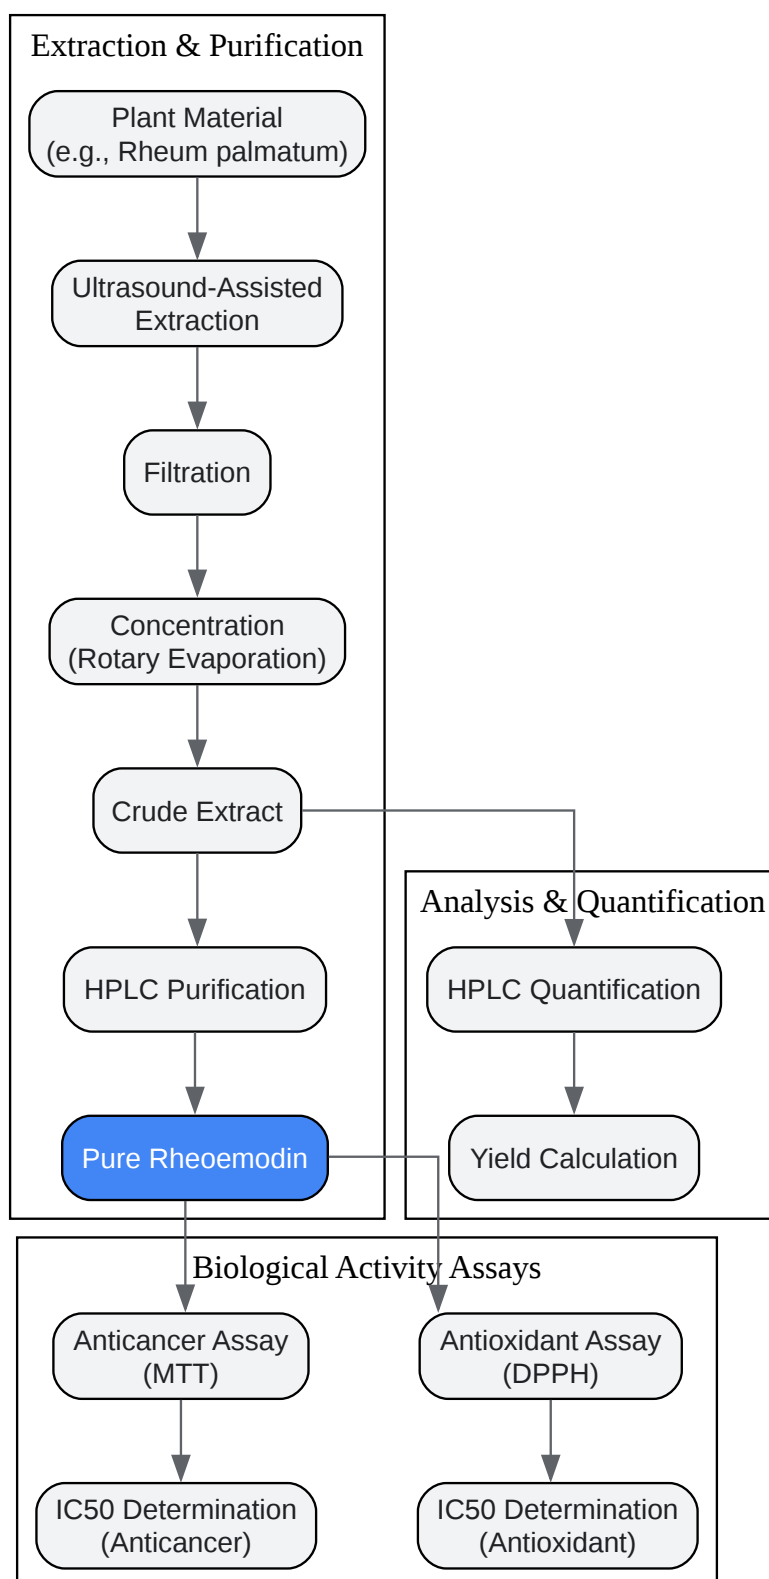 Extraction & Purification
Plant Material
(e.g., Rheum palmatum)
Ultrasound-Assisted
Extraction
Filtration
Concentration
(Rotary Evaporation)
Crude Extract
Analysis & Quantification
HPLC Purification
HPLC Quantification
Pure Rheoemodin
Yield Calculation
Biological Activity Assays
Anticancer Assay
(MTT)
Antioxidant Assay
(DPPH)
IC50 Determination
(Anticancer)
IC50 Determination
(Antioxidant)